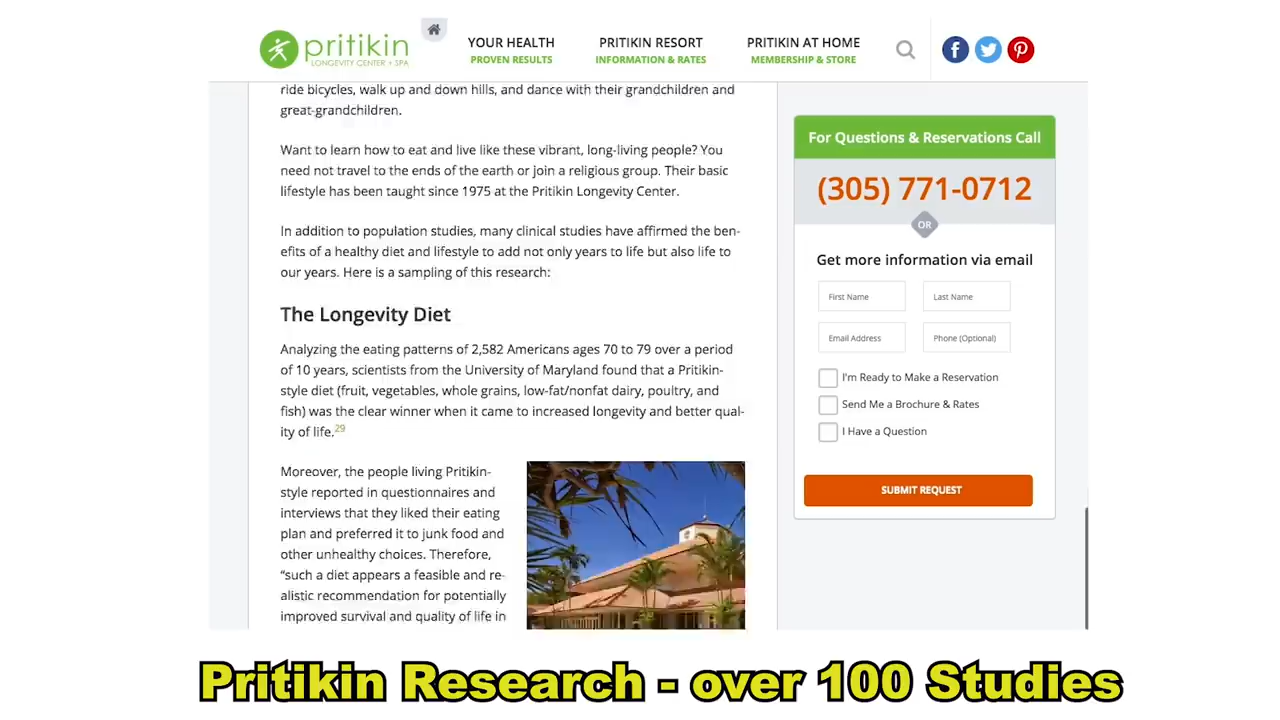 pritikin
LONGEVITY CENTER + SPA
YOUR HEALTH
PROVEN RESULTS
PRITIKIN RESORT
INFORMATION & RATES
PRITIKIN AT HOME
MEMBERSHIP & STORE
ride bicycles, walk up and down hills, and dance with their grandchildren and
great-grandchildren.
Want to learn how to eat and live like these vibrant, long-living people? You
need not travel to the ends of the earth or join a religious group. Their basic
lifestyle has been taught since 1975 at the Pritikin Longevity Center.
In addition to population studies, many clinical studies have affirmed the ben-
efits of a healthy diet and lifestyle to add not only years to life but also life to
our years. Here is a sampling of this research:
The Longevity Diet
Analyzing the eating patterns of 2,582 Americans ages 70 to 79 over a period
of 10 years, scientists from the University of Maryland found that a Pritikin-
style diet (fruit, vegetables, whole grains, low-fat/nonfat dairy, poultry, and
fish) was the clear winner when it came to increased longevity and better qual-
ity of life.29
Moreover, the people living Pritikin-
style reported in questionnaires and
interviews that they liked their eating
plan and preferred it to junk food and
other unhealthy choices. Therefore,
“such a diet appears a feasible and re-
alistic recommendation for potentially
improved survival and quality of life in
For Questions & Reservations Call
(305) 771-0712
OR
Get more information via email
First Name
Last Name
Email Address
Phone (Optional)
I'm Ready to Make a Reservation
Send Me a Brochure & Rates
I Have a Question
SUBMIT REQUEST
Pritikin Research - over 100 Studies